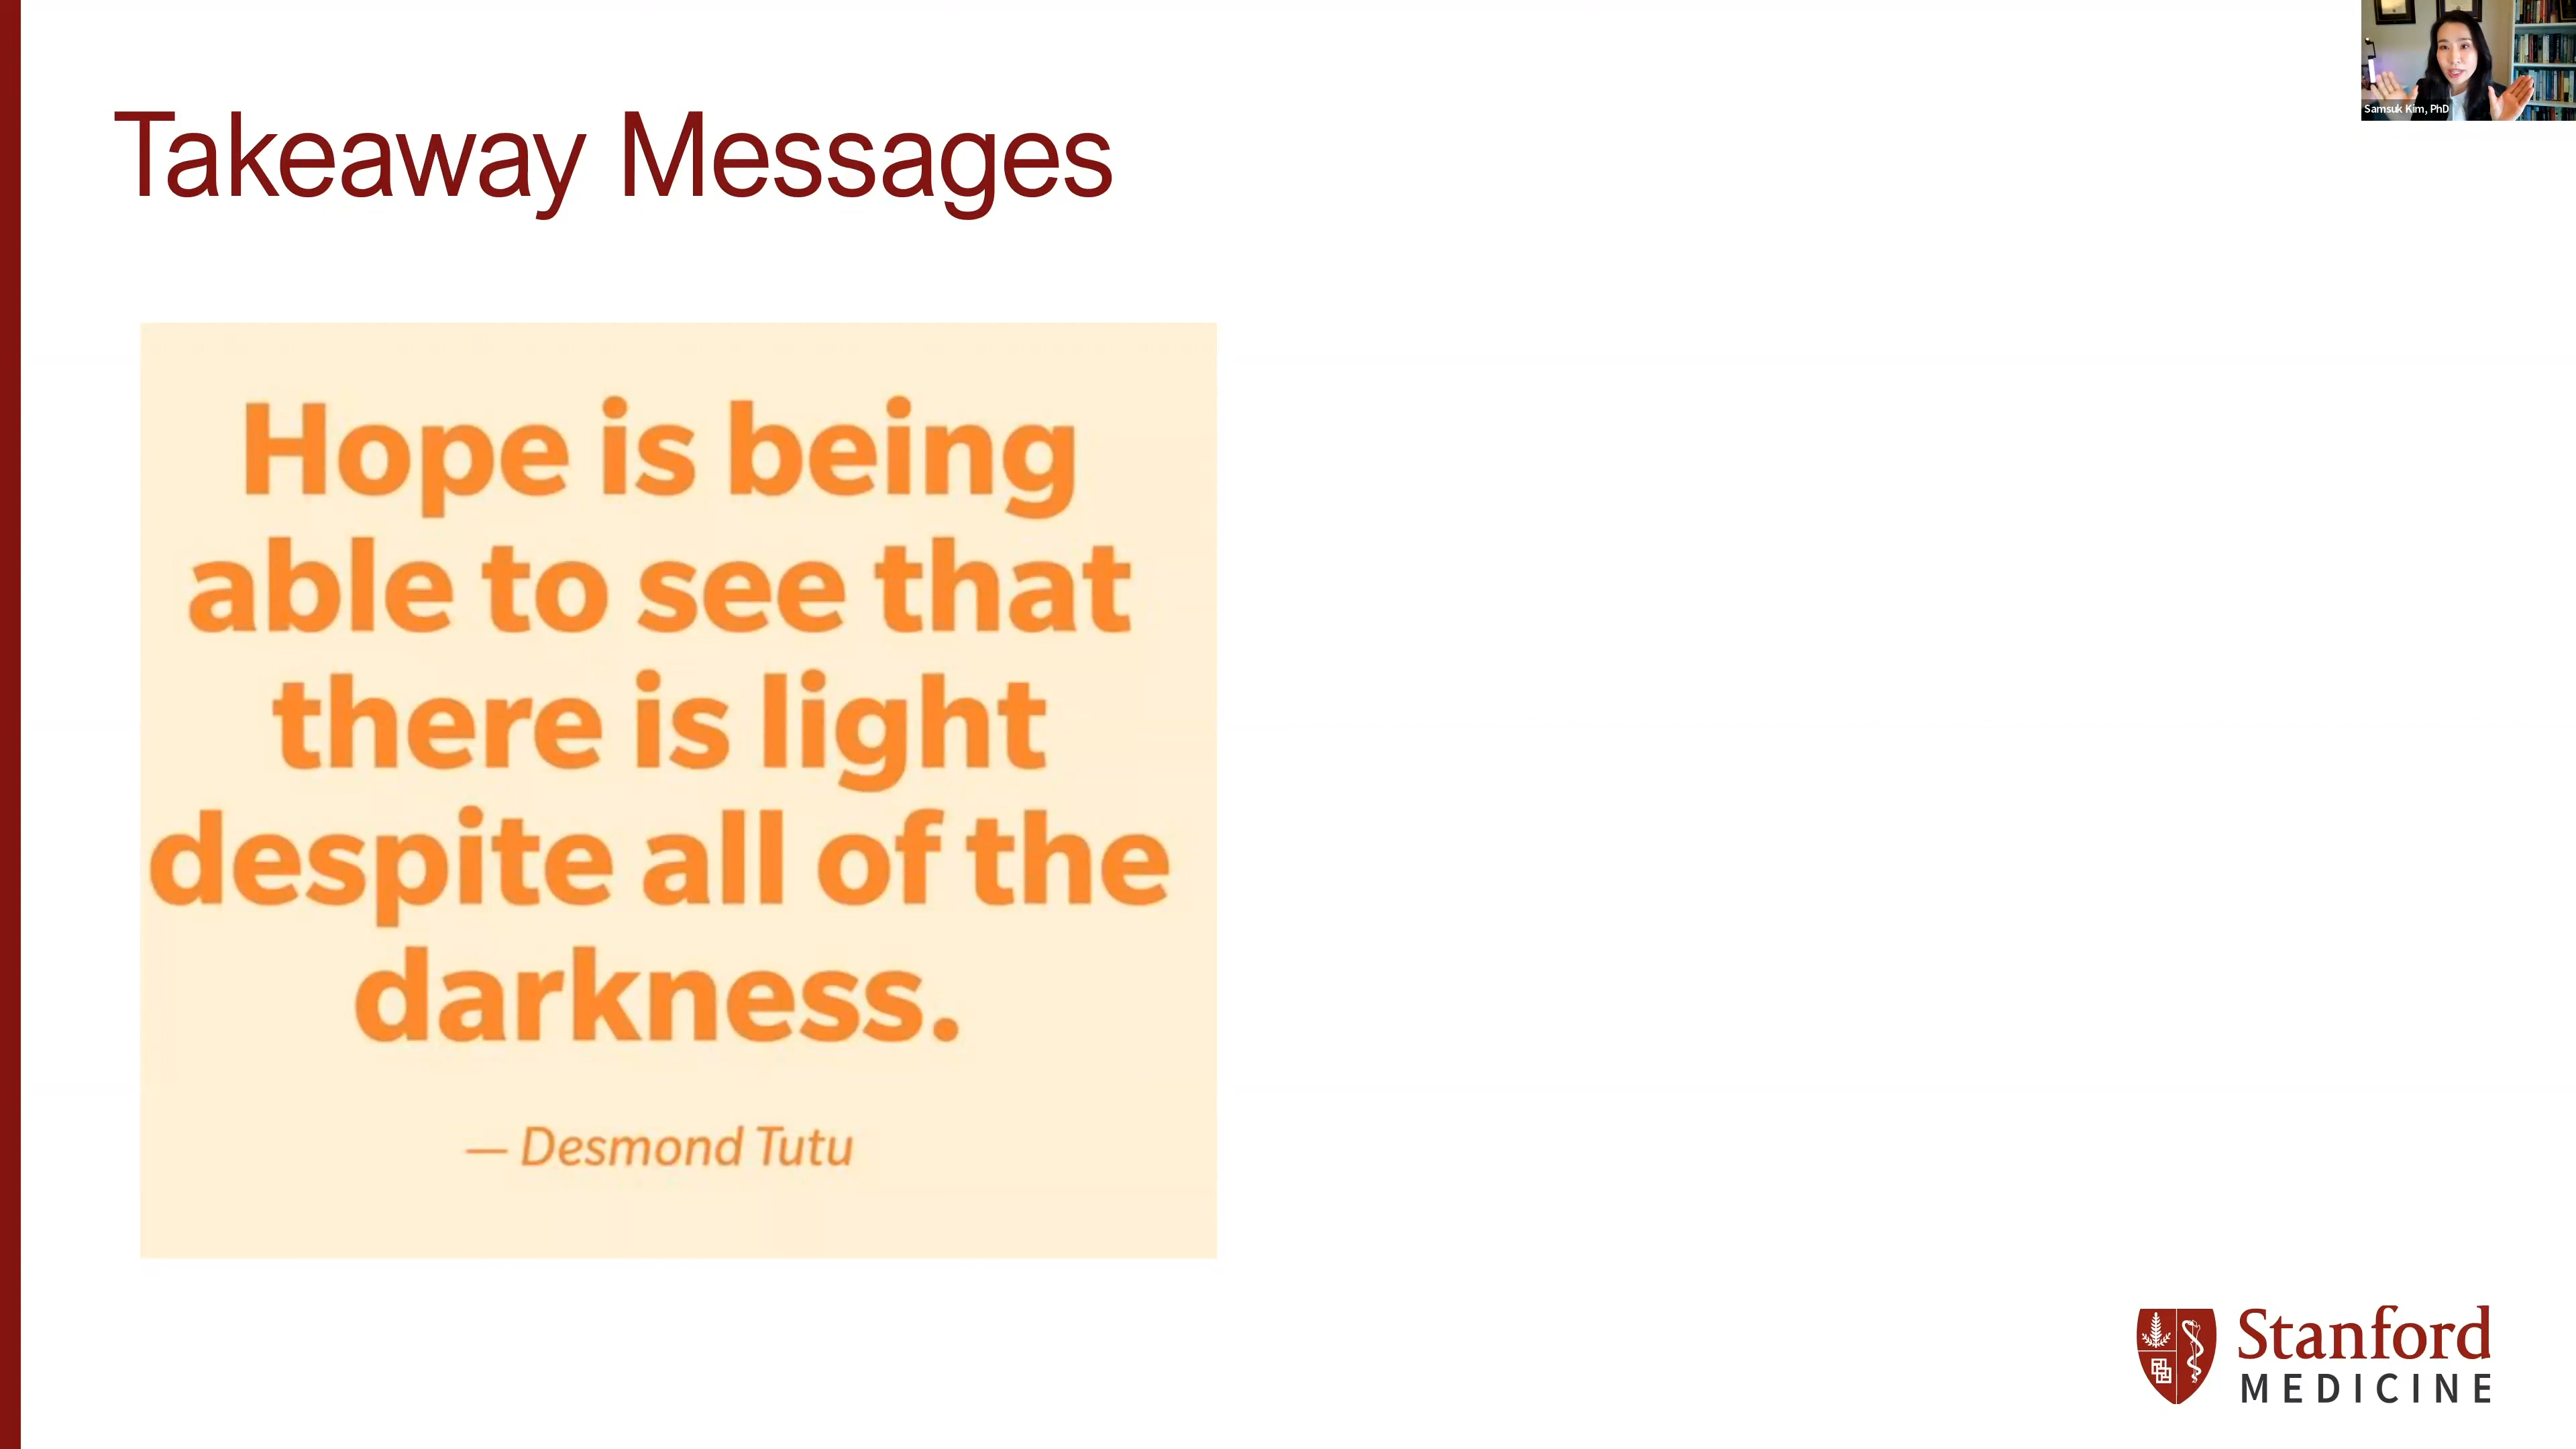 Takeaway Messages
Samsuk Kim, PhD
Hope is being
able to see that
there is light
despite all of the
darkness.
— Desmond Tutu
Stanford
MEDICINE